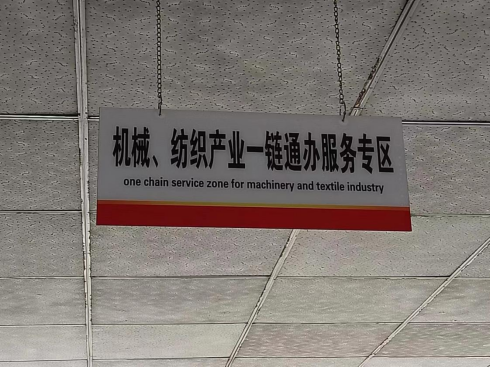 机械、纺织产业一链通办服务专区
one chain service zone for machinery and textile industry